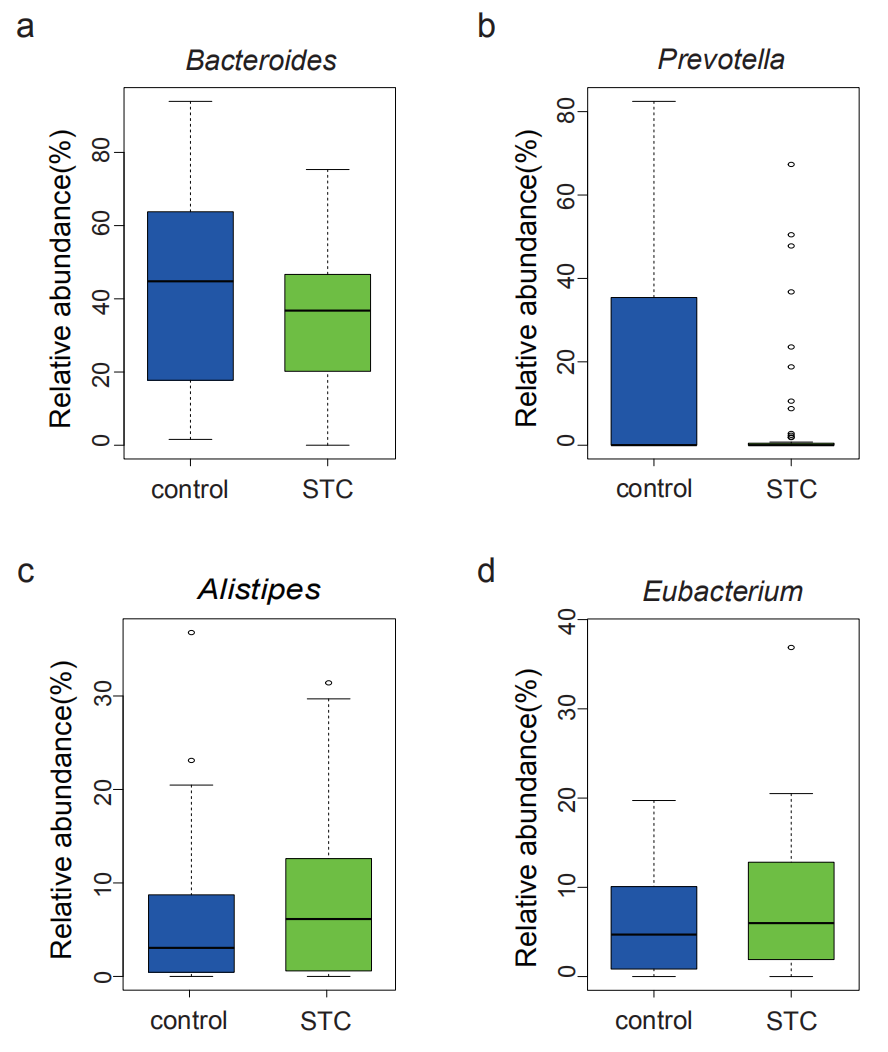 a
Bacteroides
Relative abundance(%)
80
60
40
20
0
control STC
b
Prevotella
Relative abundance(%)
80
60
40
20
0
control STC
c
Alistipes
Relative abundance(%)
30
20
10
0
control STC
d
Eubacterium
Relative abundance(%)
40
30
20
10
0
control STC